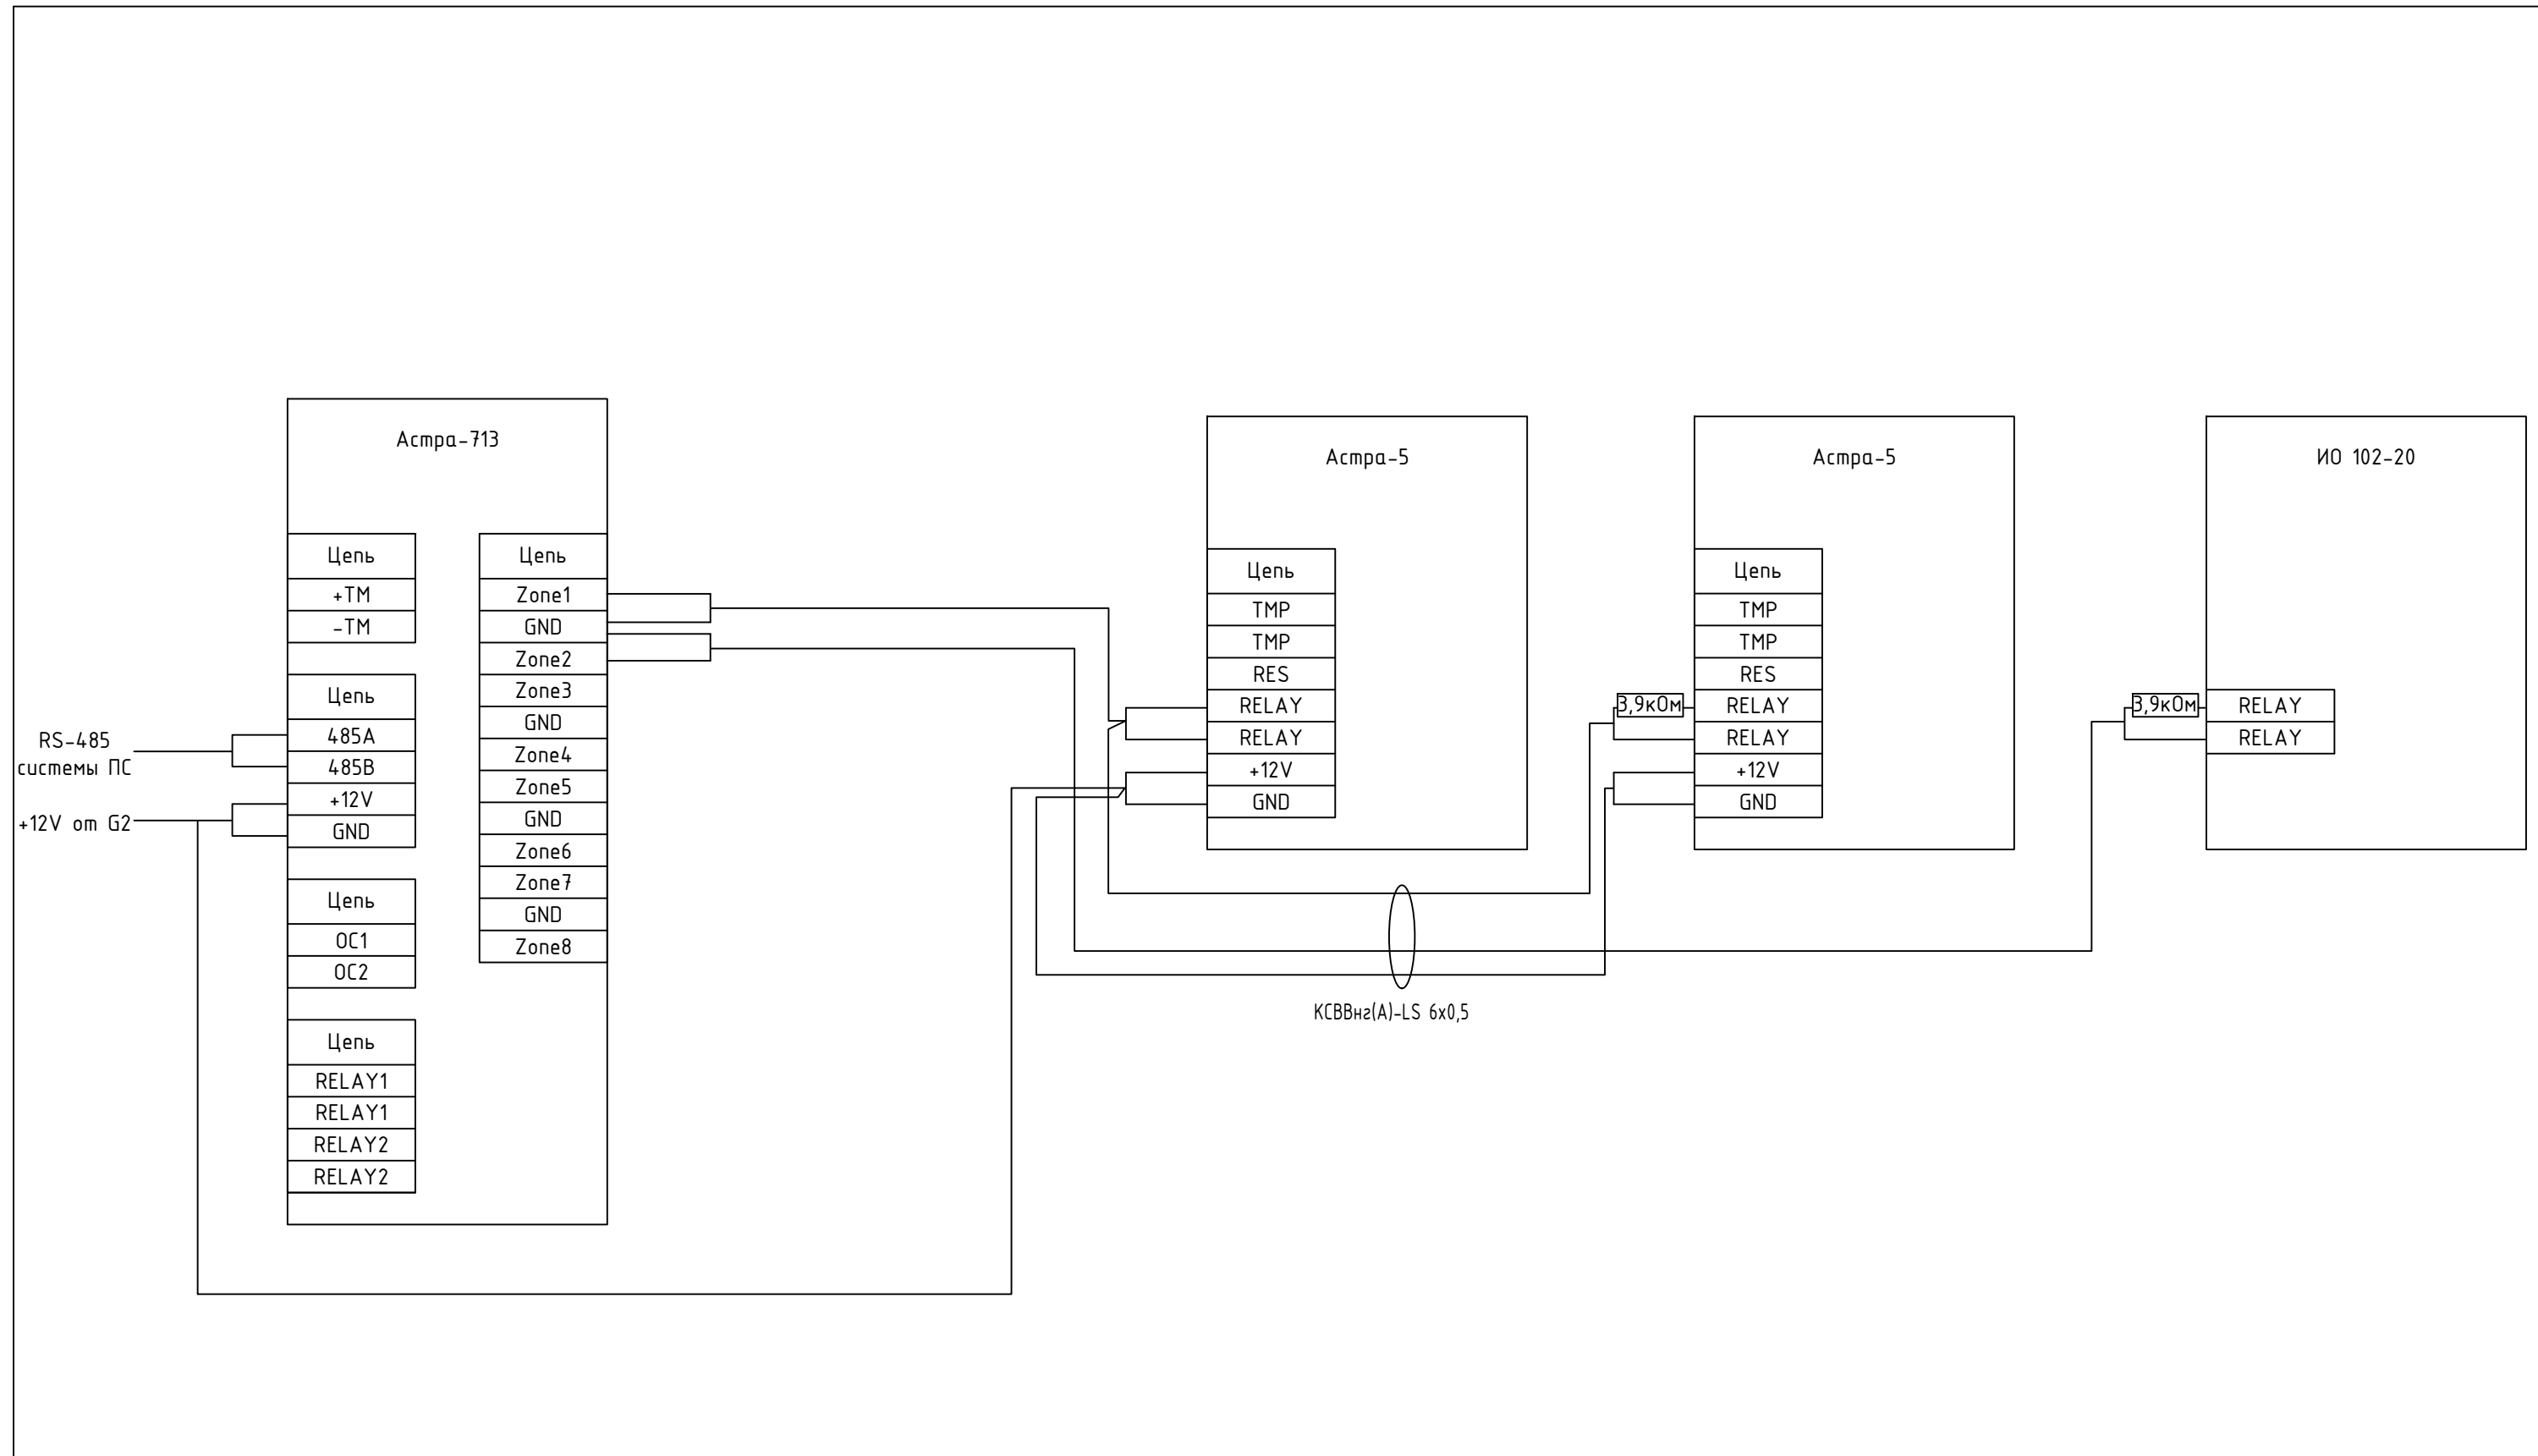 Астра-713
Цепь
+ТМ
-ТМ
Цепь
485A
485B
+12V
GND
Цепь
ОС1
ОС2
Цепь
RELAY1
RELAY1
RELAY2
RELAY2
Цепь
Zone1
GND
Zone2
Zone3
GND
Zone4
Zone5
GND
Zone6
Zone7
GND
Zone8
RS-485
системы ПС
+12V от G2
Астра-5
Цепь
TMP
TMP
RES
RELAY
RELAY
+12V
GND
Астра-5
Цепь
TMP
TMP
RES
3,9кОм
RELAY
RELAY
+12V
GND
ИО 102-20
3,9кОм
RELAY
RELAY
КСВВнг(А)-LS 6х0,5